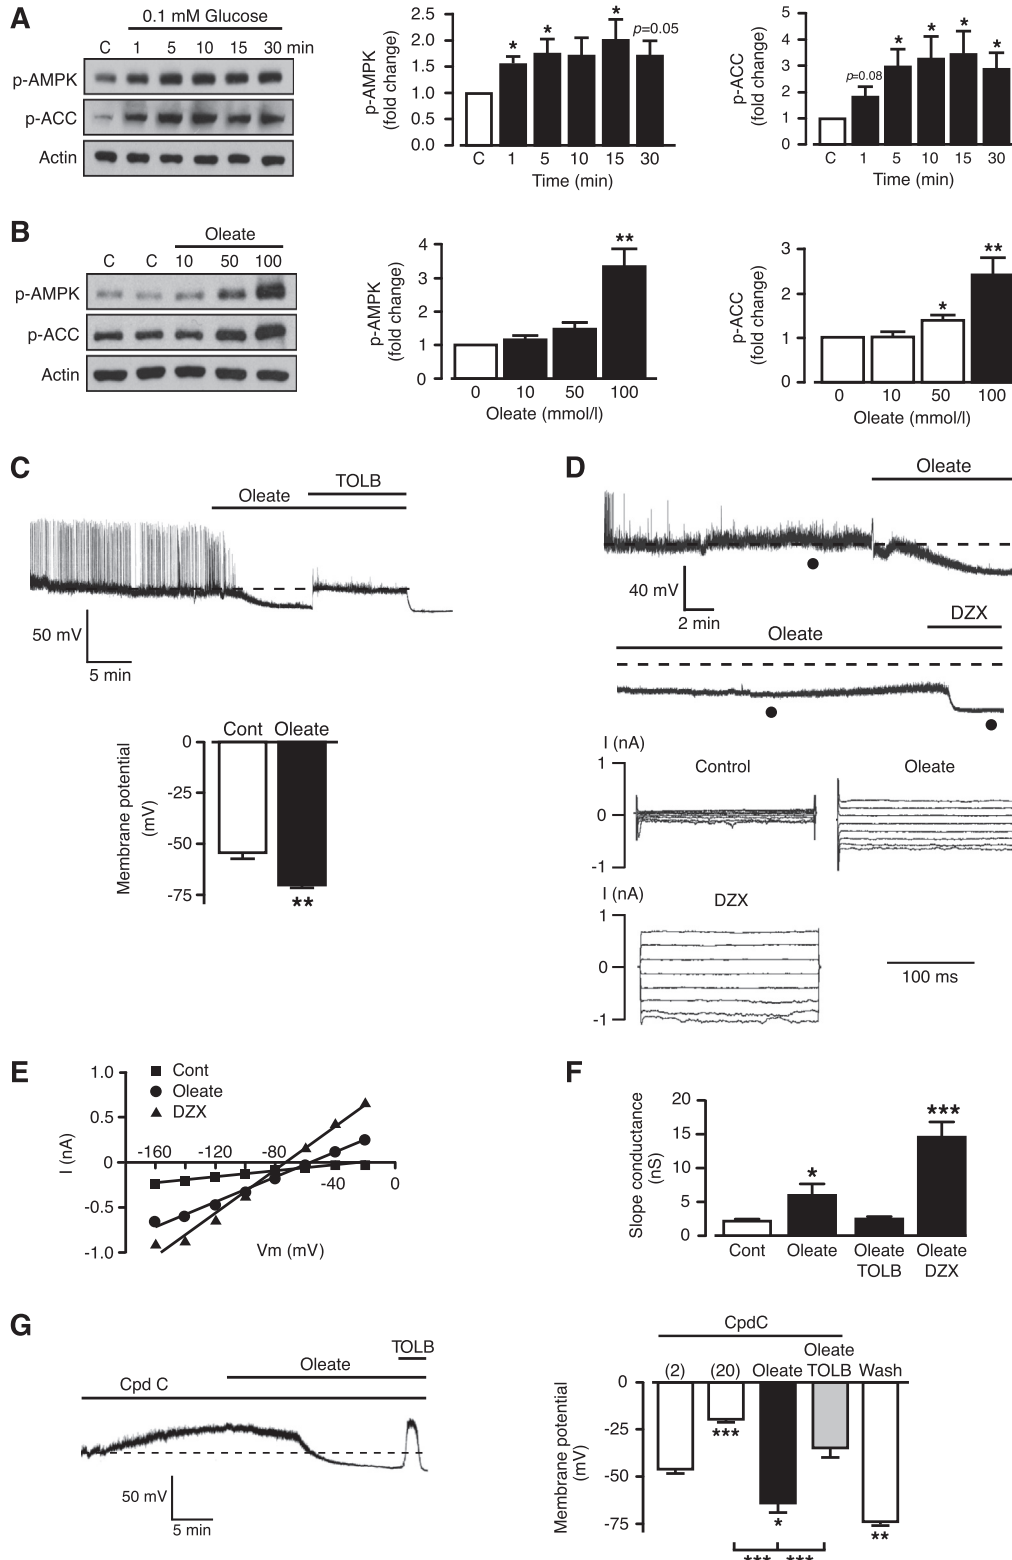 A
0.1 mM Glucose
C 1 5 10 15 30 min
p-AMPK
p-ACC
Actin
p-AMPK
(fold change)
2.5
2.0
1.5
1.0
0.5
0.0
* * * p=0.05
C 1 5 10 15 30
Time (min)
p-ACC
(fold change)
5
4
3
2
1
0
p=0.08 * * * *
C 1 5 10 15 30
Time (min)
B
Oleate
C C 10 50 100
p-AMPK
p-ACC
Actin
p-AMPK
(fold change)
4
3
2
1
0
**
0 10 50 100
Oleate (mmol/l)
p-ACC
(fold change)
3
2
1
0
* **
0 10 50 100
Oleate (mmol/l)
C
TOLB
Oleate
50 mV
5 min
Cont Oleate
Membrane potential
(mV)
0
-25
-50
-75
**
D
Oleate
40 mV
2 min
DZX
Oleate
I (nA)
1
0
-1
Control
Oleate
I (nA)
1
0
-1
DZX
100 ms
E
Cont
Oleate
DZX
I (nA)
1.0
0.5
0
-0.5
-1.0
-160 -120 -80
-40 0
Vm (mV)
F
Slope conductance
(nS)
20
15
10
5
0
* ***
Cont Oleate Oleate Oleate
TOLB DZX
G
TOLB
Oleate
Cpd C
50 mV
5 min
CpdC
Oleate
(2) (20) Oleate TOLB Wash
Membrane potential
(mV)
0
-25
-50
-75
***
*
**
*** ***